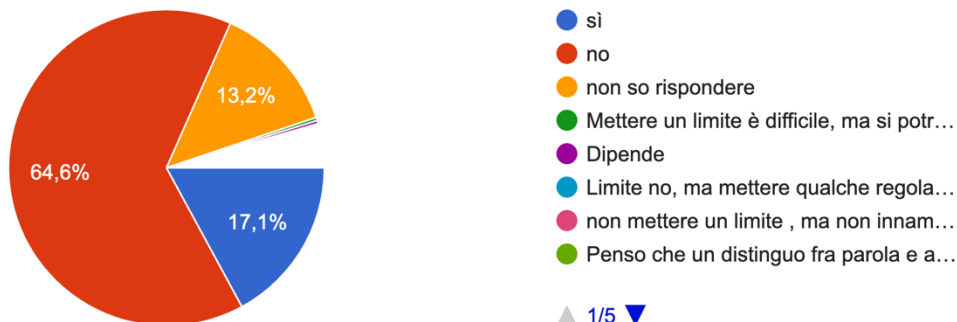 sì
no
13,2%
non so rispondere
Mettere un limite è difficile, ma si potr…
64,6%
Dipende
17,1%
Limite no, ma mettere qualche regola…
non mettere un limite , ma non innam…
Penso che un distinguo fra parola e a…
1/5